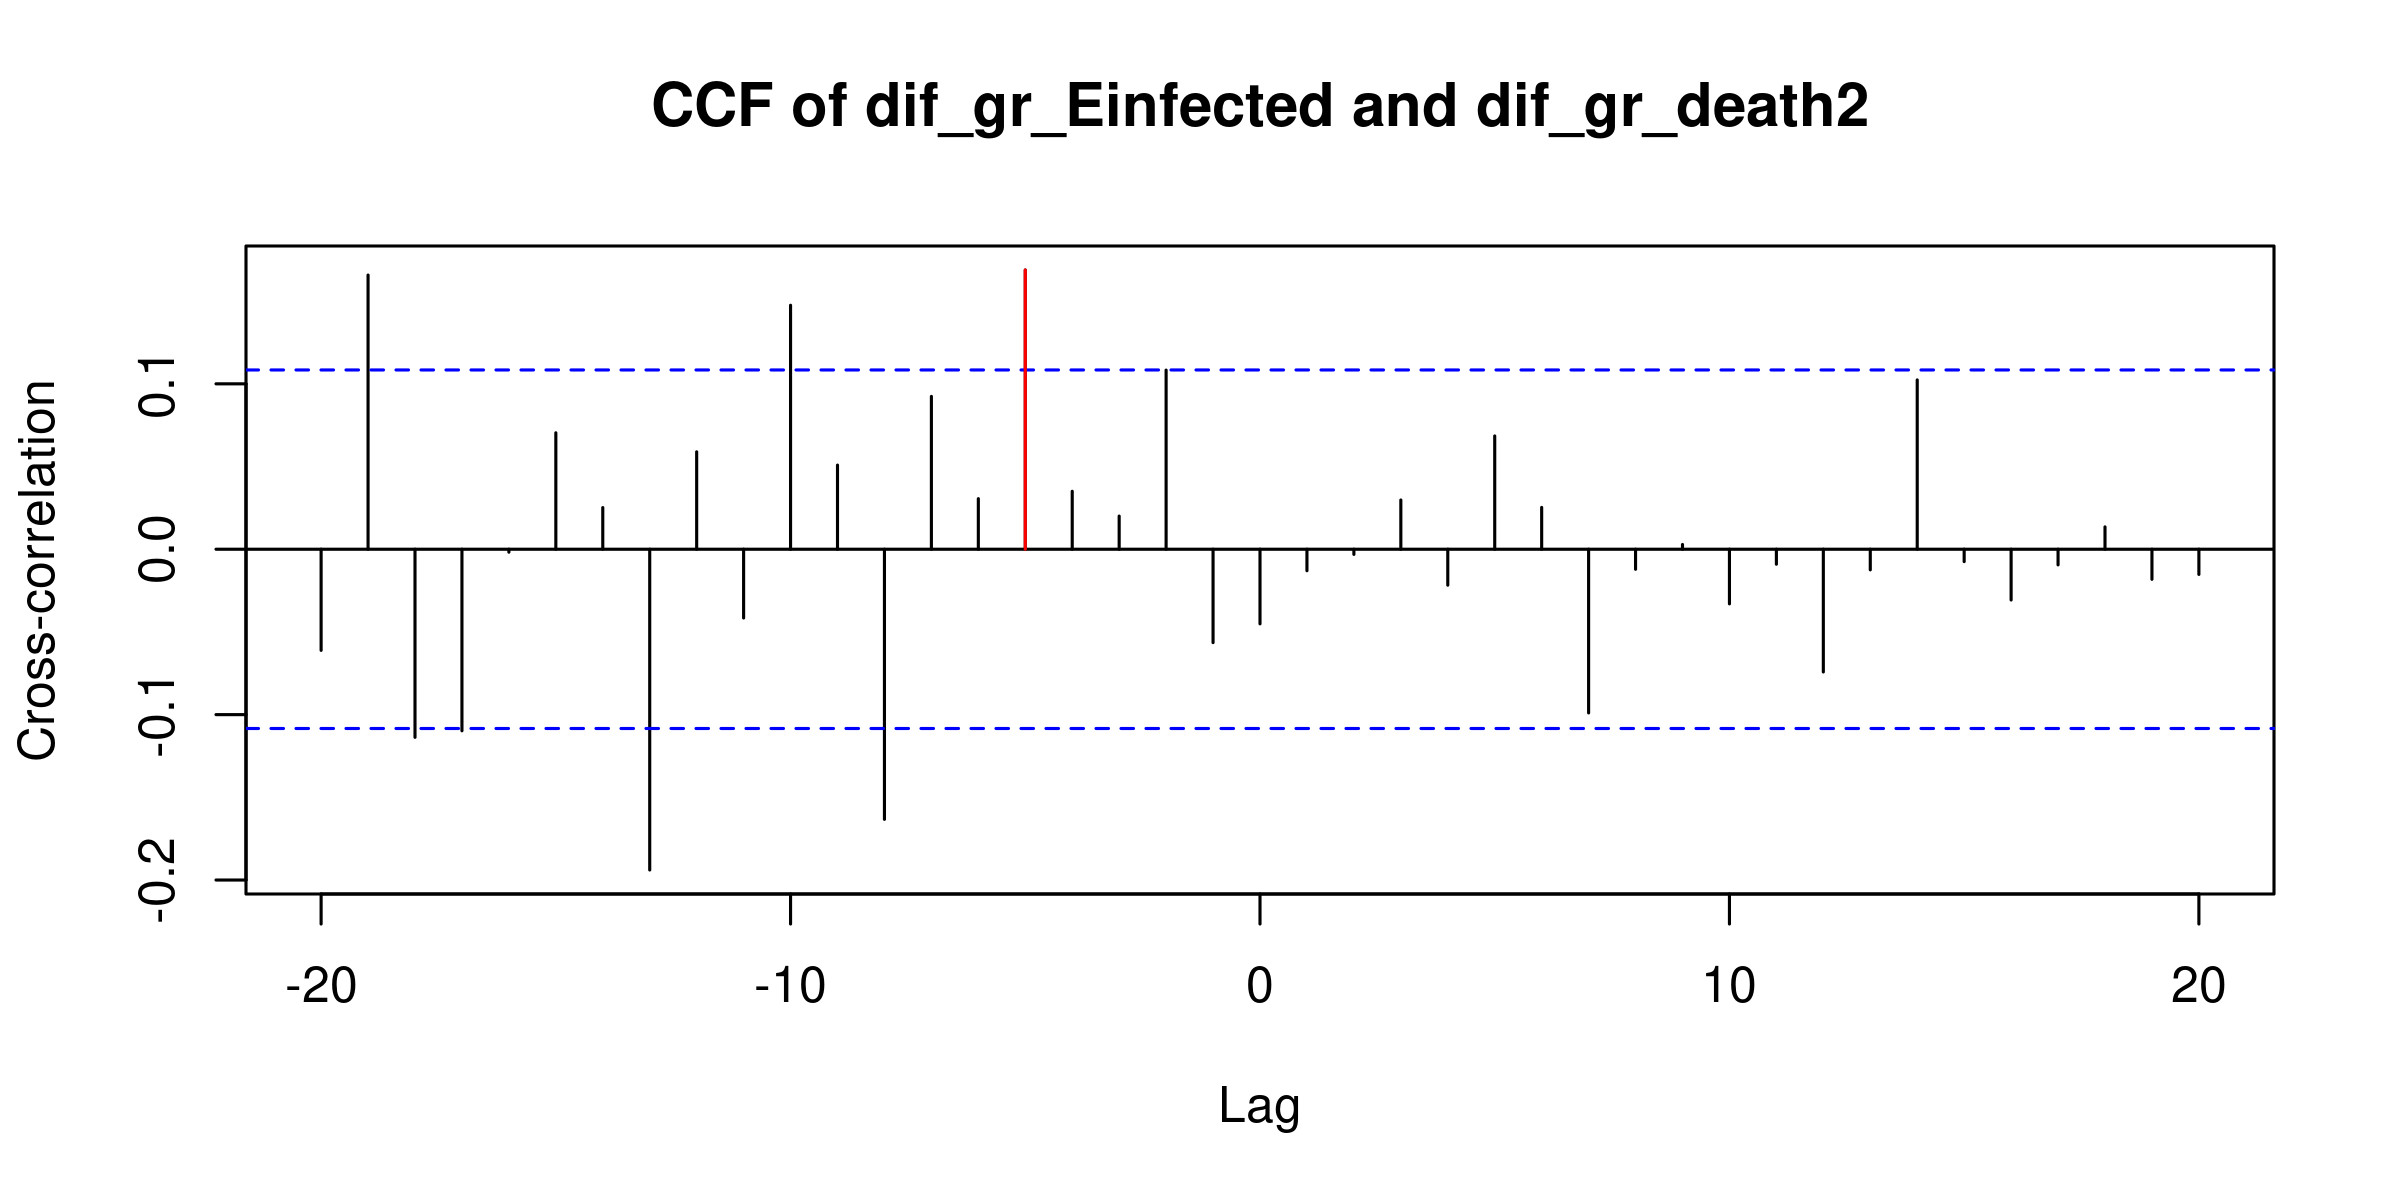 CCF of dif_gr_Einfected and dif_gr_death2
Cross-correlation
0.1
0.0
-0.1
-0.2
-20 -10 0 10 20
Lag